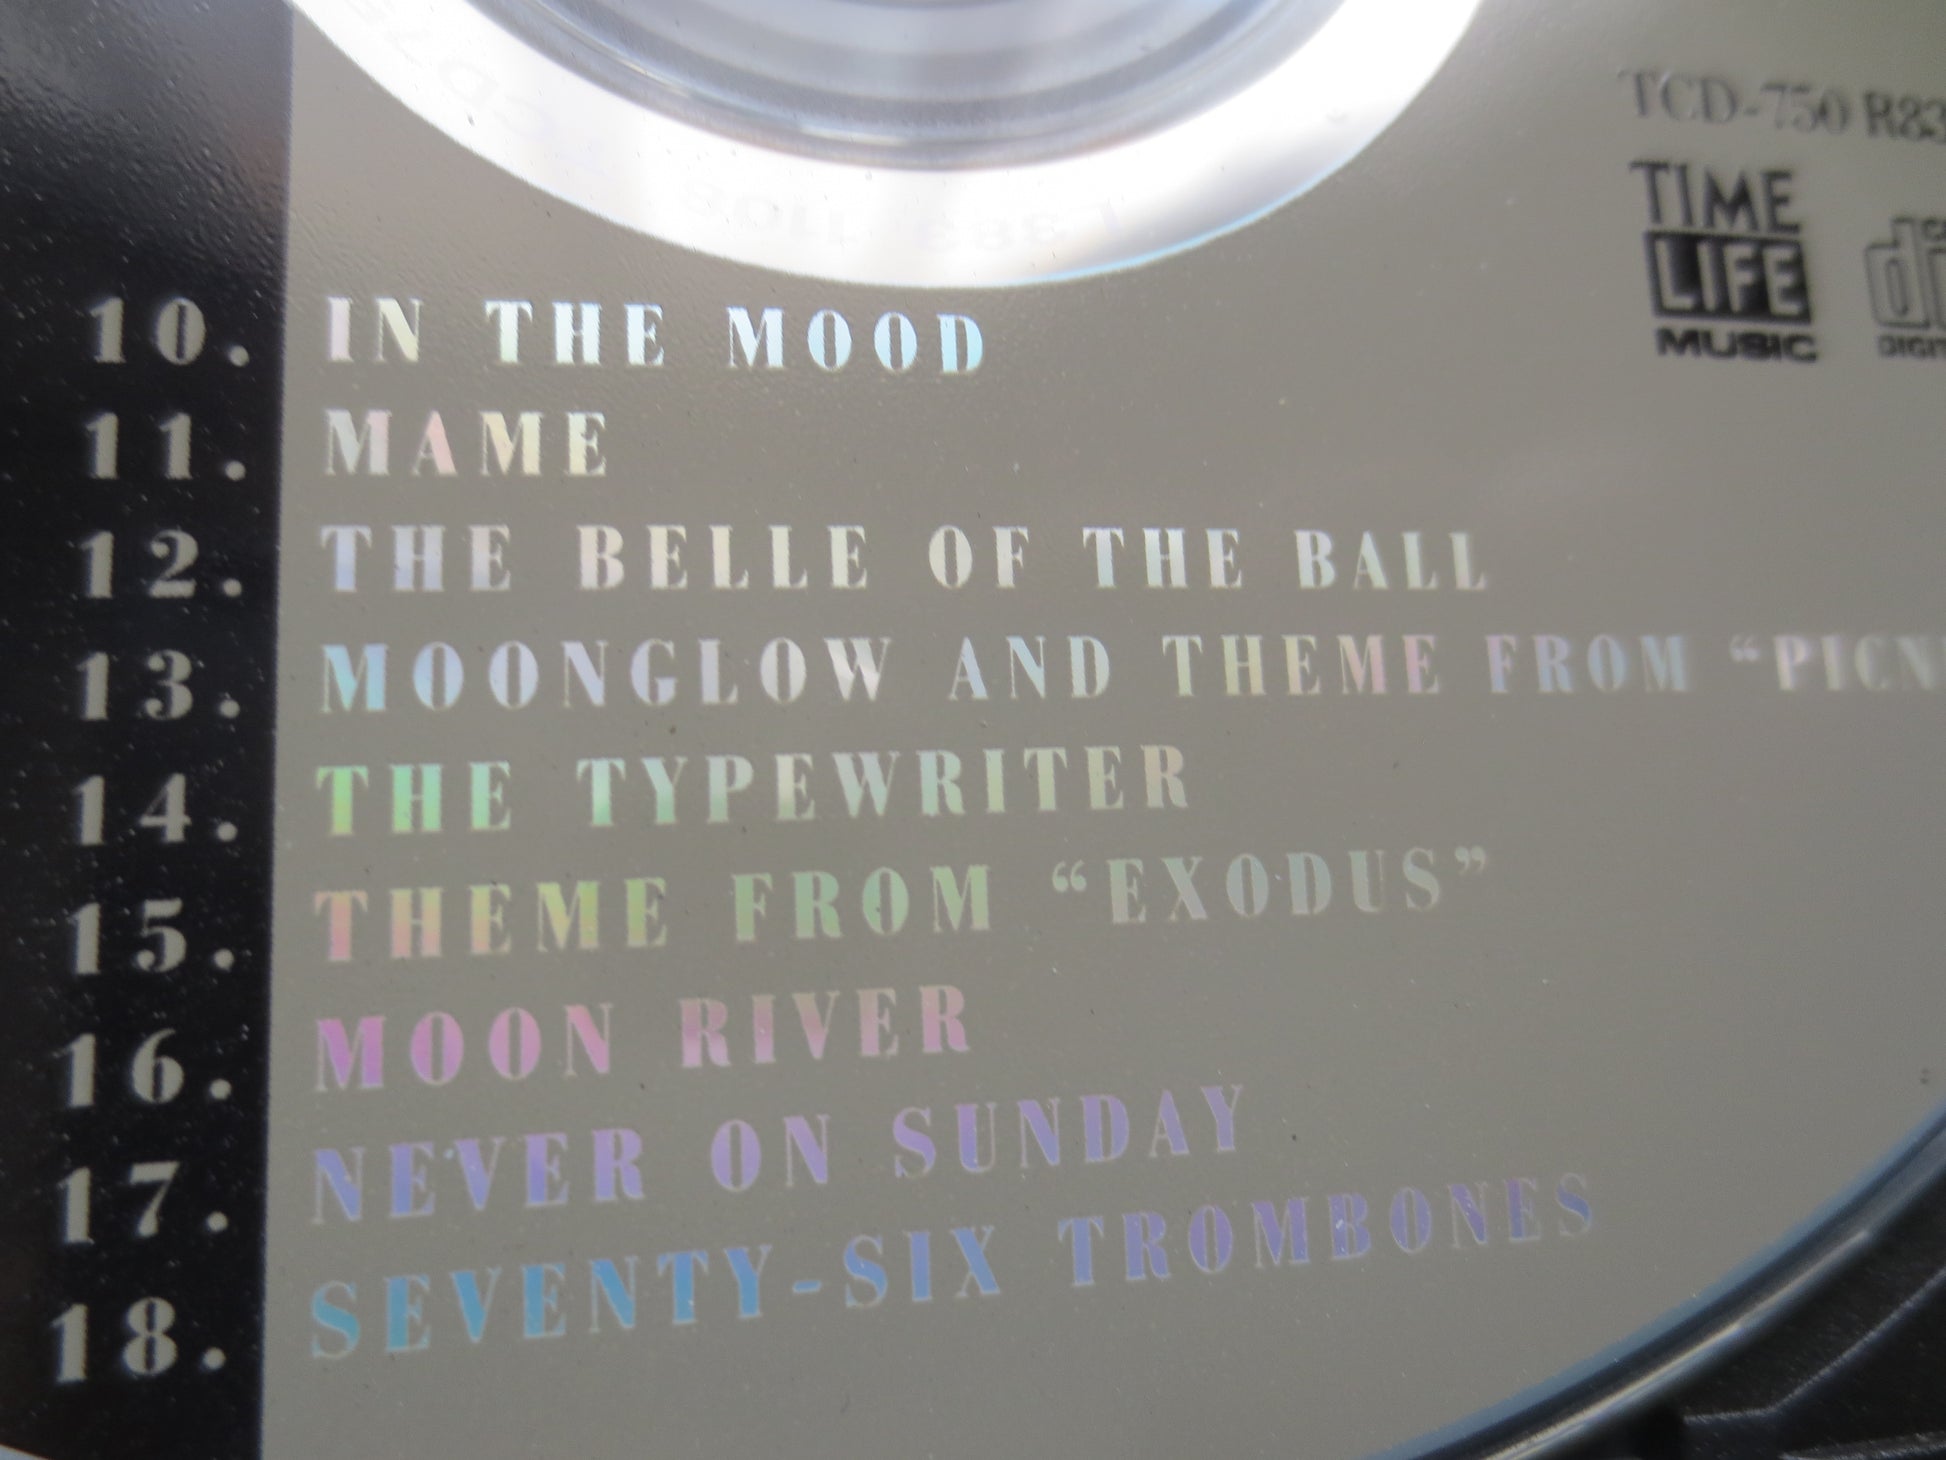 TCD-750 R83
TIME
LIFE
MUSIC
10. IN THE MOOD
11. MAME
12. THE BELLE OF THE BALL
13. MOONGLOW AND THEME FROM “PICN
14. THE TYPEWRITER
15. THEME FROM “EXODUS”
16. MOON RIVER
17. NEVER ON SUNDAY
18. SEVENTY-SIX TROMBONES